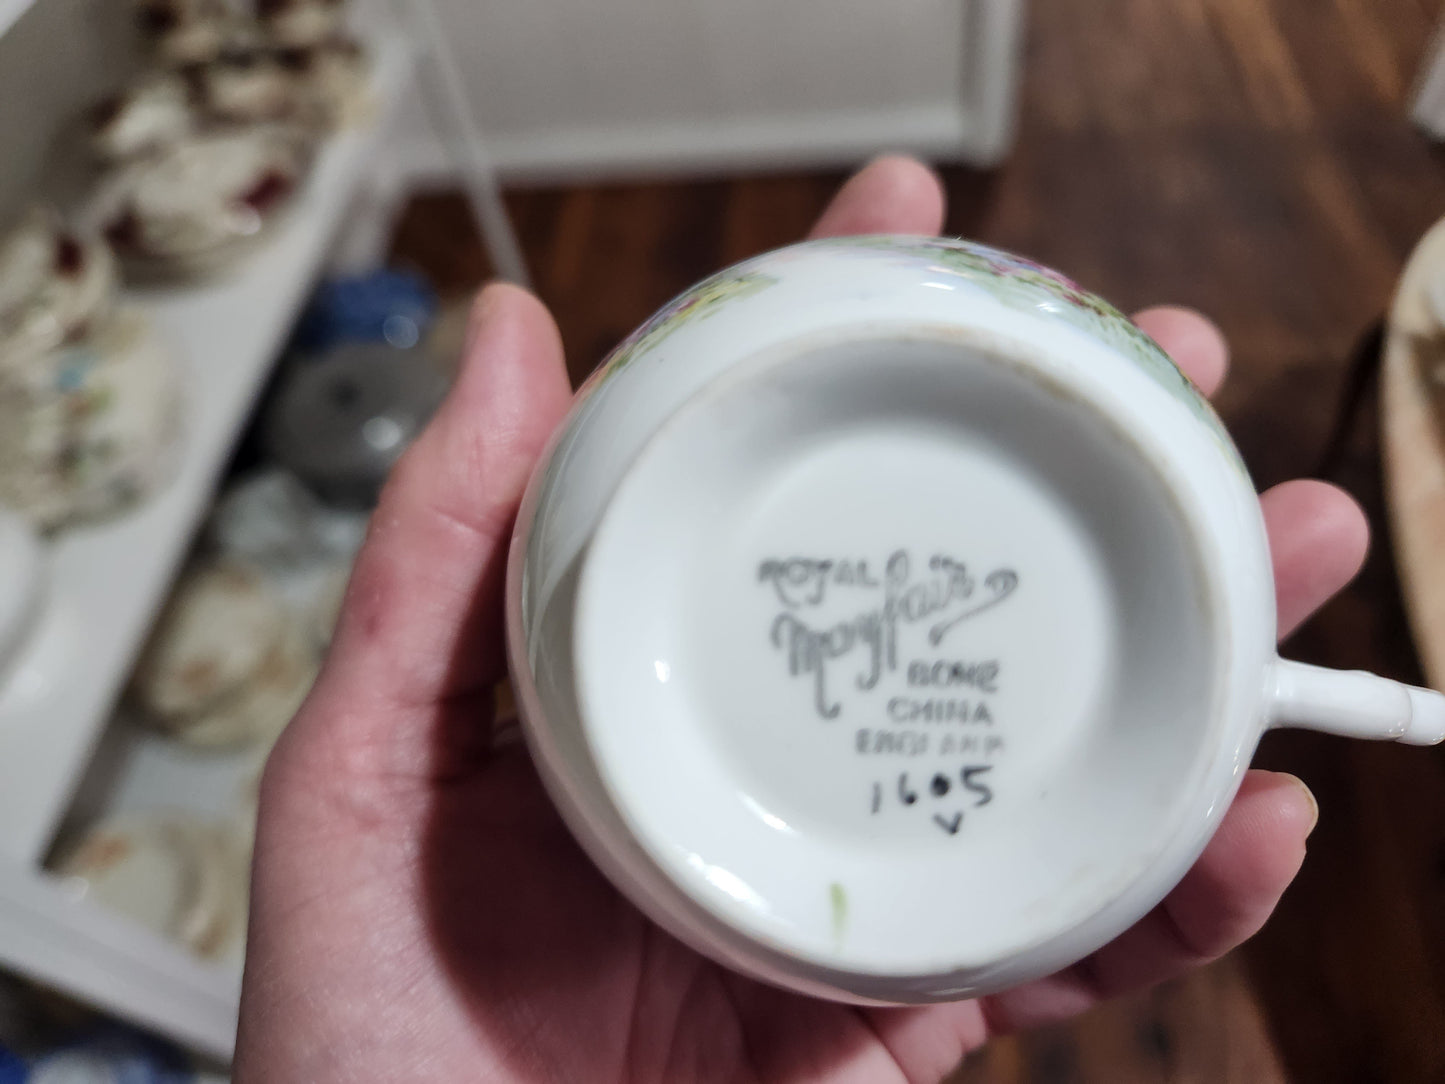 ROYAL
Mayfair
BONE
CHINA
ENGLAND
1605
V